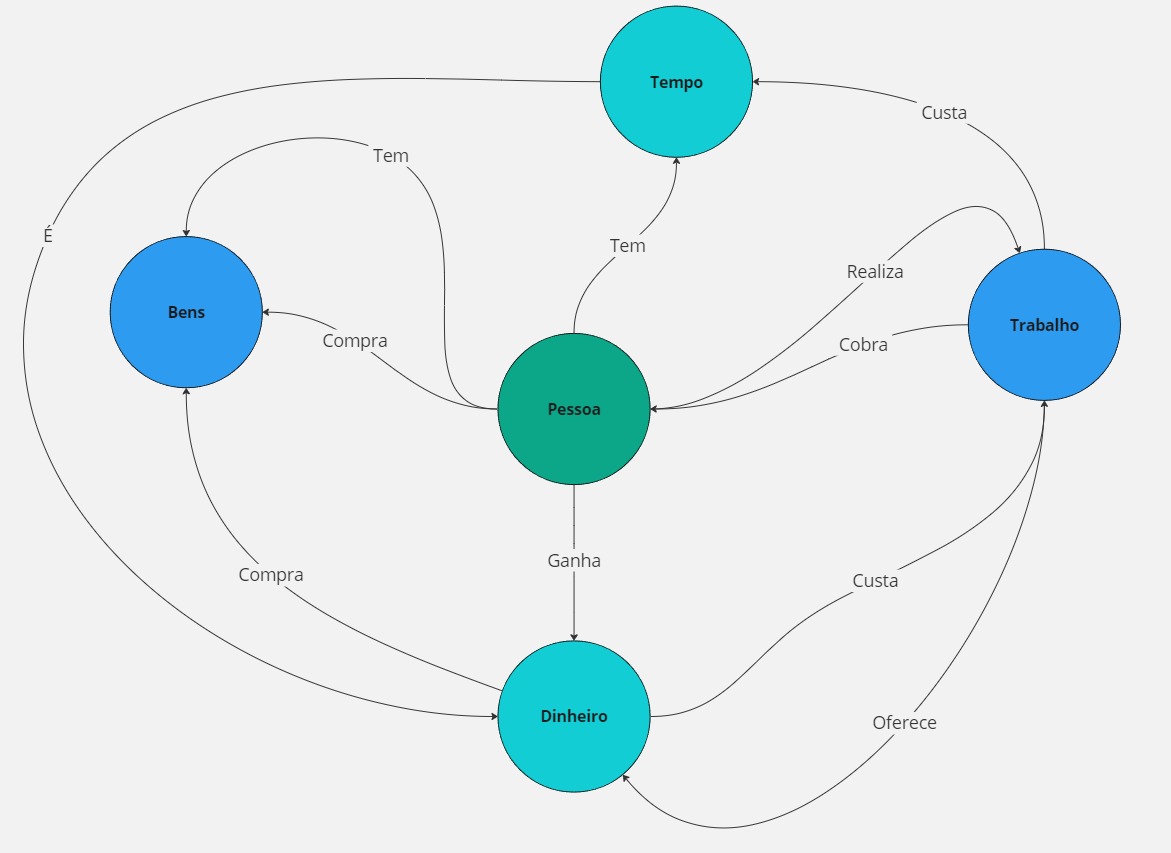 Tempo
Custa
Tem
É
Tem
Realiza
Bens
Trabalho
Compra
Cobra
Pessoa
Ganha
Compra
Custa
Dinheiro
Oferece